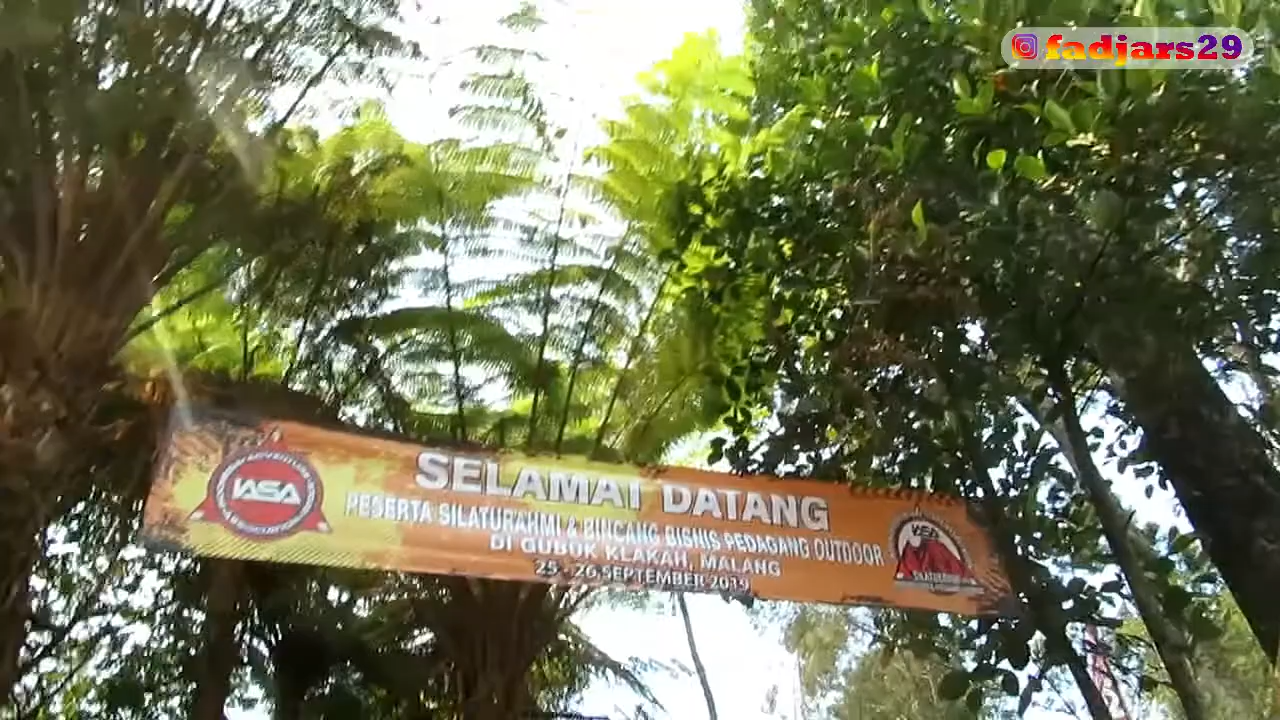 fadjars29
SELAMAT DATANG
PESERTA SILATURAHMI & BINCANG BISNIS PEDAGANG OUTDOOR
DI GUBUK KLAKAH, MALANG
25 - 26 SEPTEMBER 2019
IASA